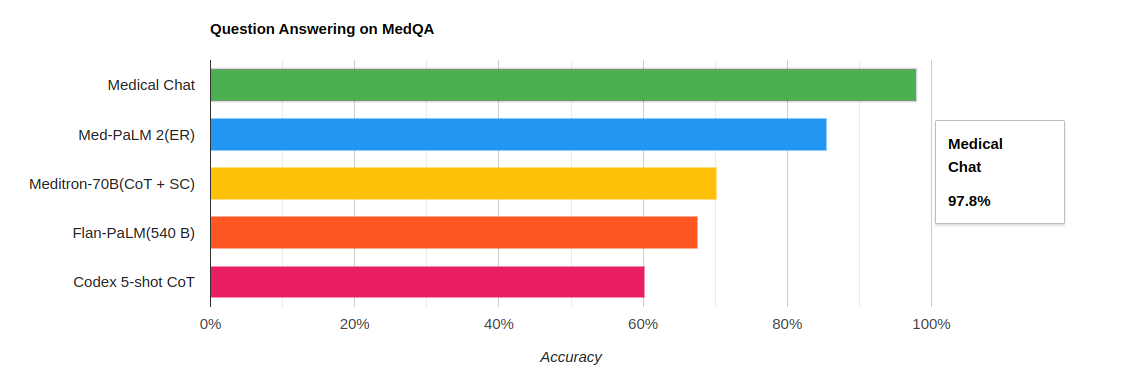 Question Answering on MedQA
Medical Chat
Med-PaLM 2(ER)
Meditron-70B(CoT + SC)
Flan-PaLM(540 B)
Codex 5-shot CoT
Medical
Chat
97.8%
0% 20% 40% 60% 80% 100%
Accuracy